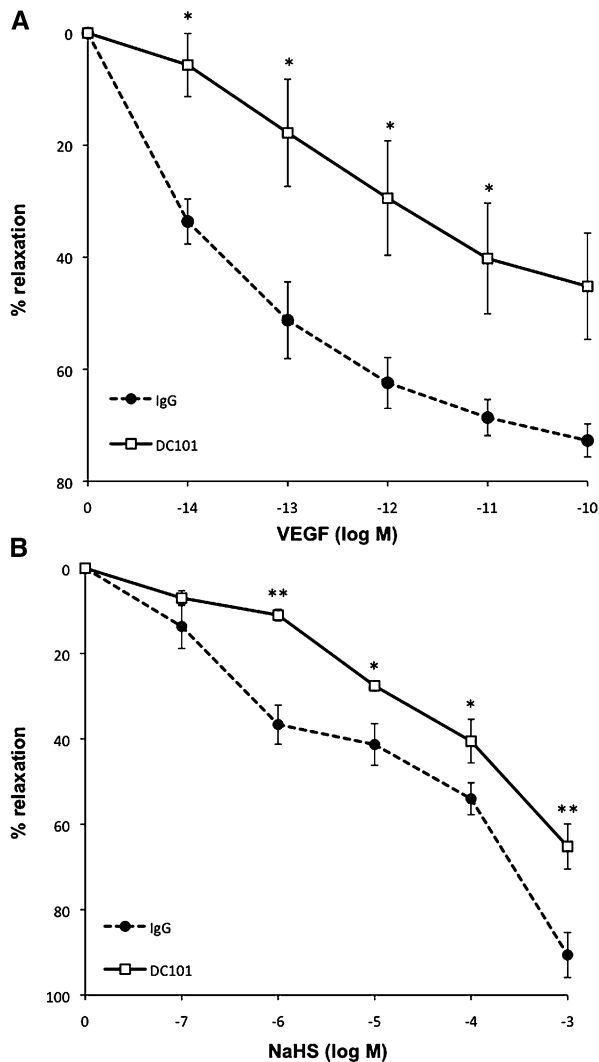 A
*
*
*
*
0
20
40
60
80
% relaxation
IgG
DC101
0 -14 -13 -12 -11 -10
VEGF (log M)
B
**
*
*
**
0
20
40
60
80
100
% relaxation
IgG
DC101
0 -7 -6 -5 -4 -3
NaHS (log M)